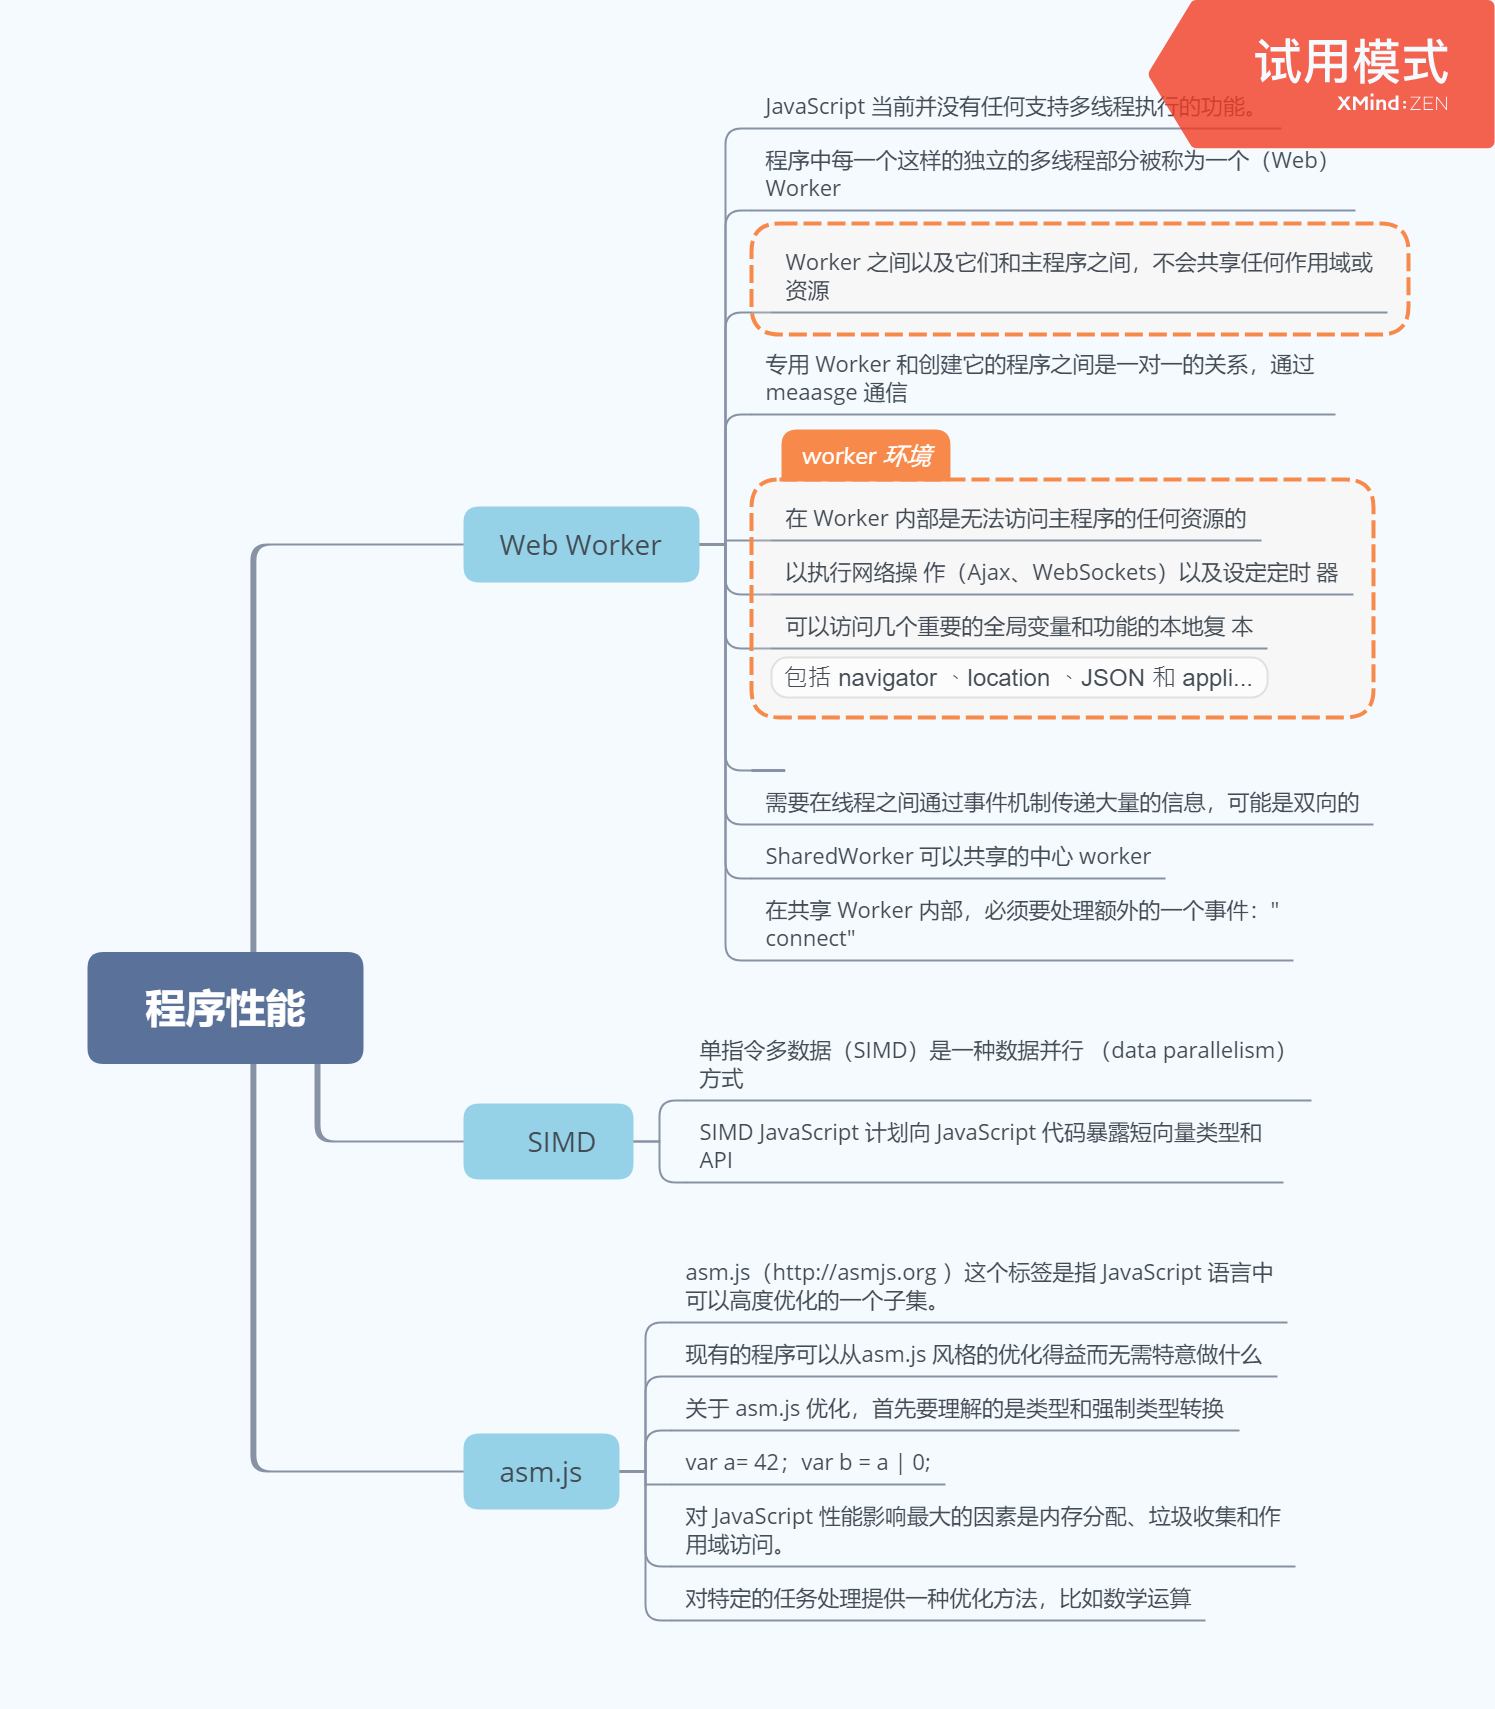 试用模式
XMind:ZEN
JavaScript 当前并没有任何支持多线程执行的功能。
程序中每一个这样的独立的多线程部分被称为一个（Web）
Worker
Worker 之间以及它们和主程序之间，不会共享任何作用域或
资源
专用 Worker 和创建它的程序之间是一对一的关系，通过
meaasge 通信
worker 环境
在 Worker 内部是无法访问主程序的任何资源的
以执行网络操 作（Ajax、WebSockets）以及设定定时 器
可以访问几个重要的全局变量和功能的本地复 本
包括 navigator 、location 、JSON 和 appli...
Web Worker
需要在线程之间通过事件机制传递大量的信息，可能是双向的
SharedWorker 可以共享的中心 worker
在共享 Worker 内部，必须要处理额外的一个事件："
connect"
程序性能
单指令多数据（SIMD）是一种数据并行 （data parallelism）
方式
SIMD
SIMD JavaScript 计划向 JavaScript 代码暴露短向量类型和
API
asm.js（http://asmjs.org ）这个标签是指 JavaScript 语言中
可以高度优化的一个子集。
现有的程序可以从asm.js 风格的优化得益而无需特意做什么
关于 asm.js 优化，首先要理解的是类型和强制类型转换
asm.js
var a= 42；var b = a | 0;
对 JavaScript 性能影响最大的因素是内存分配、垃圾收集和作
用域访问。
对特定的任务处理提供一种优化方法，比如数学运算